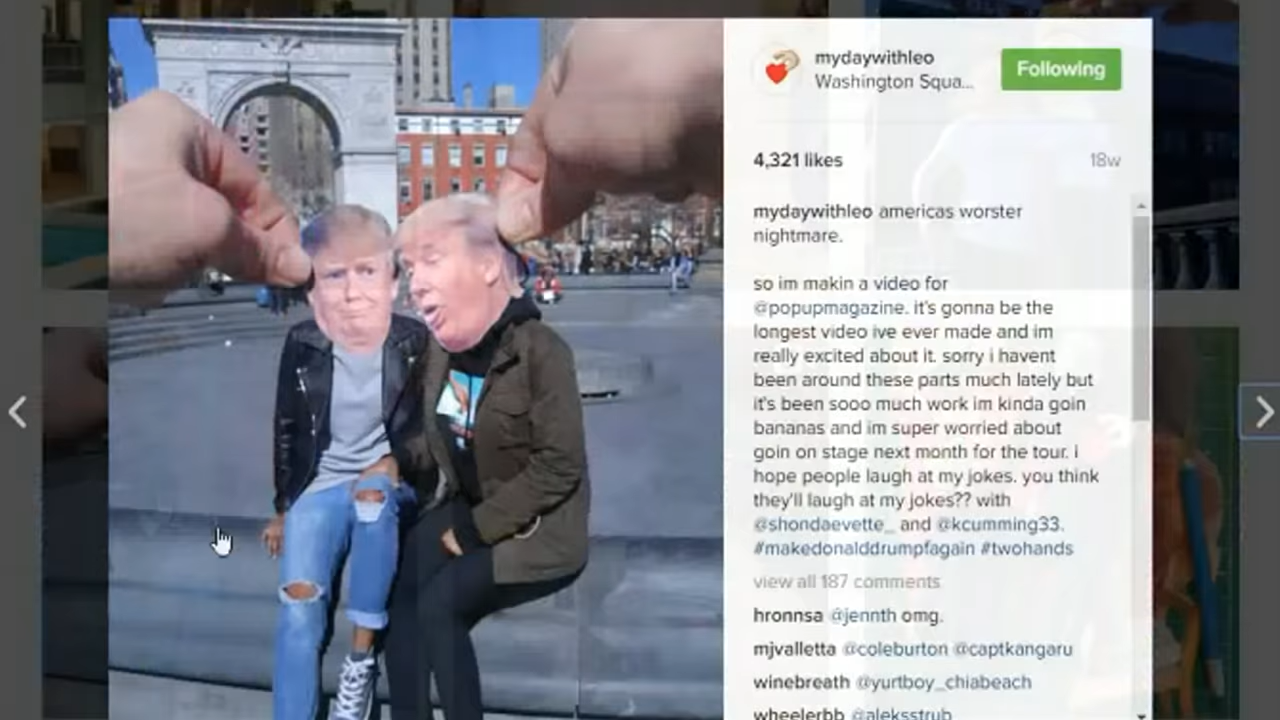 mydaywithleo
Washington Squa...
Following
4,321 likes
18w
mydaywithleo americas worster
nightmare.
so im makin a video for
@popupmagazine. it's gonna be the
longest video ive ever made and im
really excited about it. sorry i havent
been around these parts much lately but
it's been sooo much work im kinda goin
bananas and im super worried about
goin on stage next month for the tour. i
hope people laugh at my jokes. you think
they'll laugh at my jokes?? with
@shondaevette_ and @kcumming33.
#makedonalddrumpfagain #twohands
view all 187 comments
hronnsa @jennth omg.
mjvalletta @coleburton @captkangaru
winebreath @yurtboy_chiabeach
wheelerbb @aleksstrub